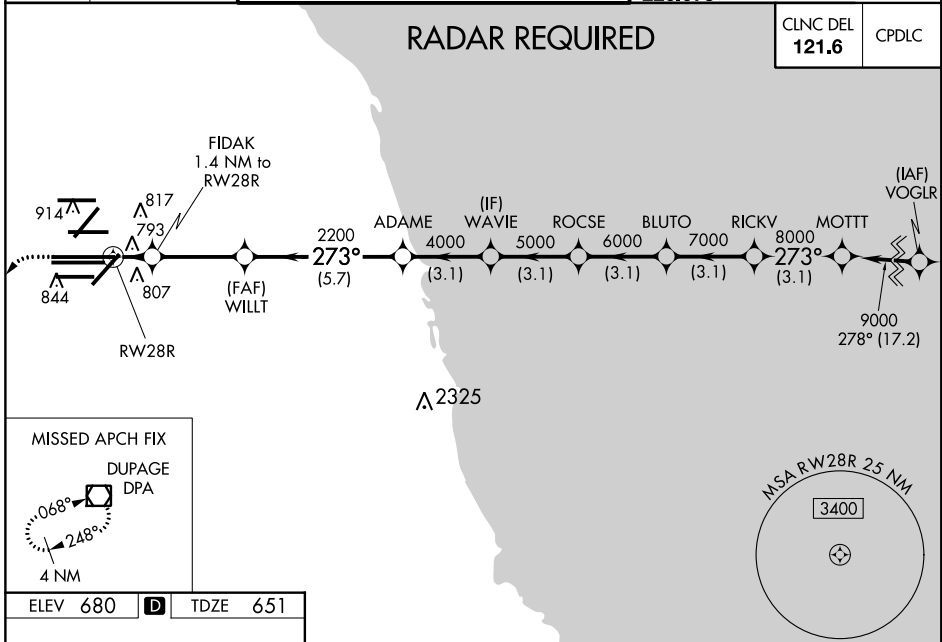 RADAR REQUIRED
CLNC DEL
121.6
CPDLC
FIDAK
1.4 NM to
RW28R
914
817
793
844
807
RW28R
(FAF)
WILLT
2200
273°
(5.7)
ADAME
4000
(3.1)
(IF)
WAVIE
5000
(3.1)
ROCSE
6000
(3.1)
BLUTO
7000
(3.1)
RICKV
8000
273°
(3.1)
MOTTT
(IAF)
VOGLR
9000
278° (17.2)
2325
MISSED APCH FIX
DUPAGE
DPA
068°
248°
4 NM
MSA RW28R 25 NM
3400
ELEV 680 D TDZE 651